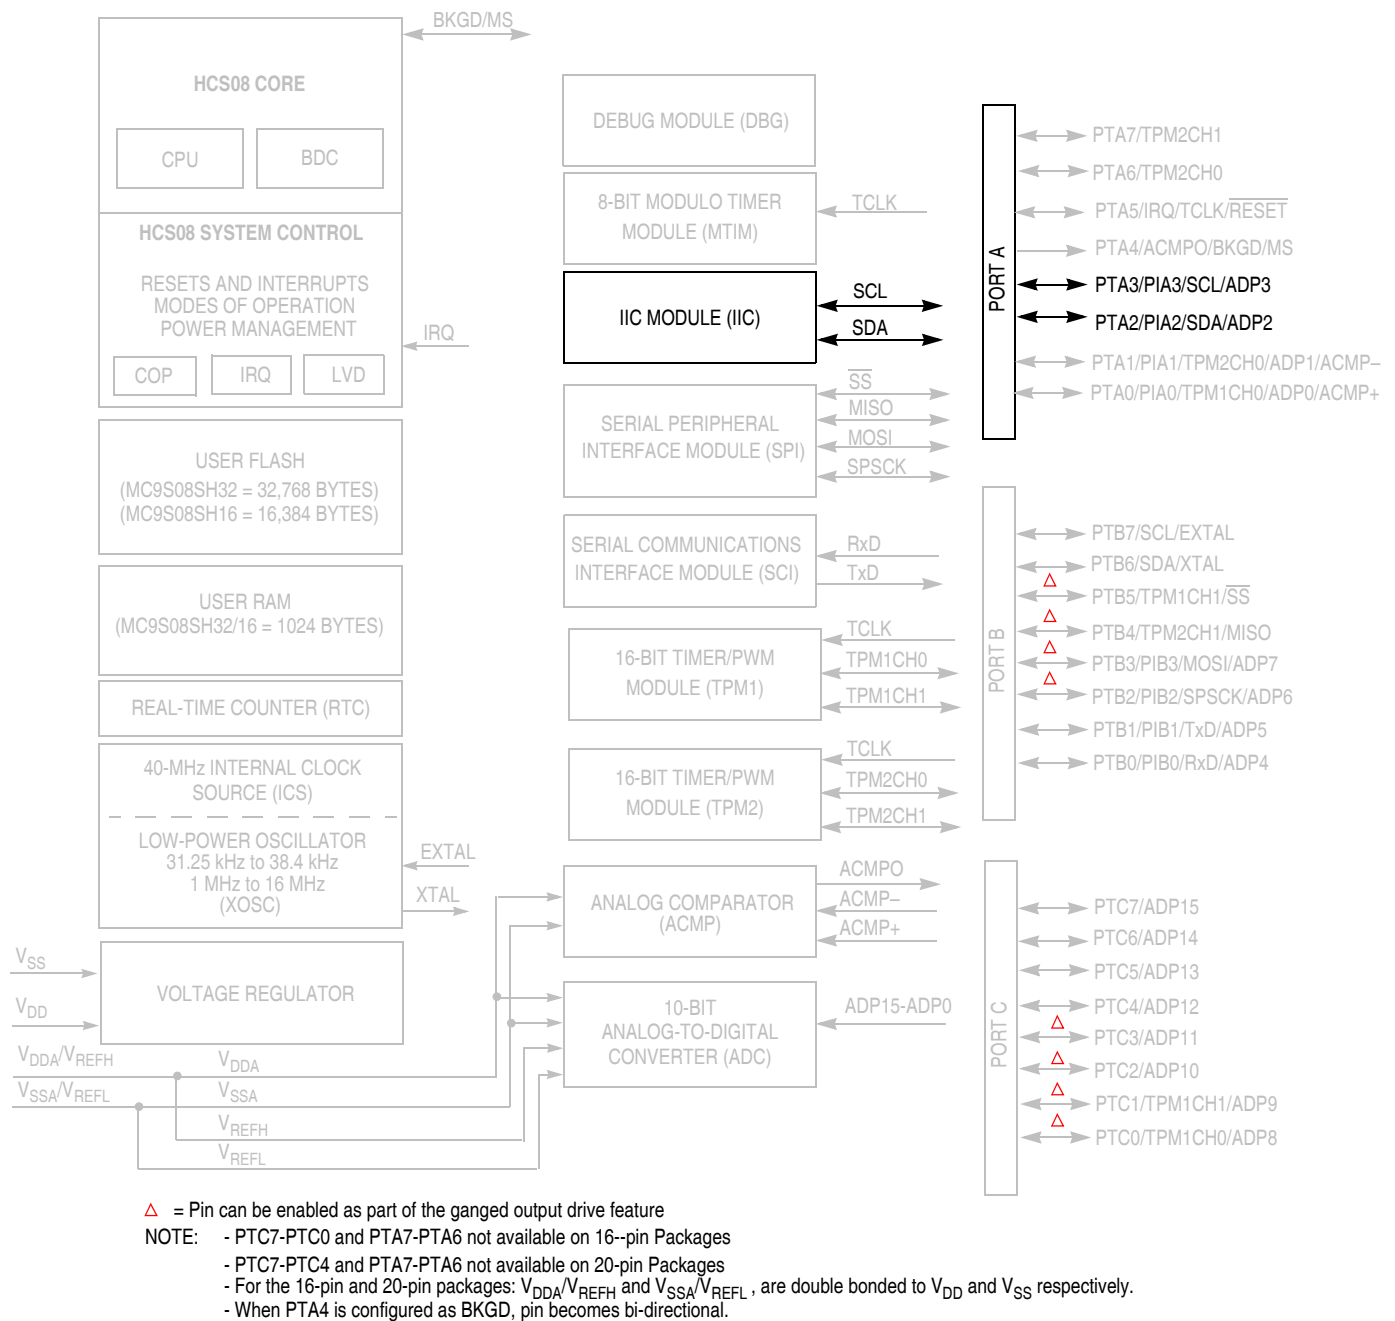 BKGD/MS
HCS08 CORE
CPU
BDC
HCS08 SYSTEM CONTROL
RESETS AND INTERRUPTS
MODES OF OPERATION
POWER MANAGEMENT
IRQ
COP
IRQ
LVD
USER FLASH
(MC9S08SH32 = 32,768 BYTES)
(MC9S08SH16 = 16,384 BYTES)
USER RAM
(MC9S08SH32/16 = 1024 BYTES)
REAL-TIME COUNTER (RTC)
40-MHz INTERNAL CLOCK
SOURCE (ICS)
LOW-POWER OSCILLATOR
31.25 kHz to 38.4 kHz
1 MHz to 16 MHz
(XOSC)
EXTAL
XTAL
VSS
VDD
VOLTAGE REGULATOR
VDDA/VREFH
VSSA/VREFL
VDDA
VSSA
VREFH
VREFL
DEBUG MODULE (DBG)
8-BIT MODULO TIMER
MODULE (MTIM)
TCLK
IIC MODULE (IIC)
SCL
SDA
SERIAL PERIPHERAL
INTERFACE MODULE (SPI)
SS
MISO
MOSI
SPSCK
SERIAL COMMUNICATIONS
INTERFACE MODULE (SCI)
RxD
TxD
16-BIT TIMER/PWM
MODULE (TPM1)
TCLK
TPM1CH0
TPM1CH1
16-BIT TIMER/PWM
MODULE (TPM2)
TCLK
TPM2CH0
TPM2CH1
ANALOG COMPARATOR
(ACMP)
ACMPO
ACMP–
ACMP+
10-BIT
ANALOG-TO-DIGITAL
CONVERTER (ADC)
ADP15-ADP0
PORT A
PTA7/TPM2CH1
PTA6/TPM2CH0
PTA5/IRQ/TCLK/RESET
PTA4/ACMPO/BKGD/MS
PTA3/PIA3/SCL/ADP3
PTA2/PIA2/SDA/ADP2
PTA1/PIA1/TPM2CH0/ADP1/ACMP–
PTA0/PIA0/TPM1CH0/ADP0/ACMP+
PORT B
PTB7/SCL/EXTAL
PTB6/SDA/XTAL
PTB5/TPM1CH1/SS
PTB4/TPM2CH1/MISO
PTB3/PIB3/MOSI/ADP7
PTB2/PIB2/SPSCK/ADP6
PTB1/PIB1/TxD/ADP5
PTB0/PIB0/RxD/ADP4
PORT C
PTC7/ADP15
PTC6/ADP14
PTC5/ADP13
PTC4/ADP12
PTC3/ADP11
PTC2/ADP10
PTC1/TPM1CH1/ADP9
PTC0/TPM1CH0/ADP8
Δ = Pin can be enabled as part of the ganged output drive feature
NOTE: - PTC7-PTC0 and PTA7-PTA6 not available on 16--pin Packages
- PTC7-PTC4 and PTA7-PTA6 not available on 20-pin Packages
- For the 16-pin and 20-pin packages: VDDA/VREFH and VSSA/VREFL , are double bonded to VDD and VSS respectively.
- When PTA4 is configured as BKGD, pin becomes bi-directional.